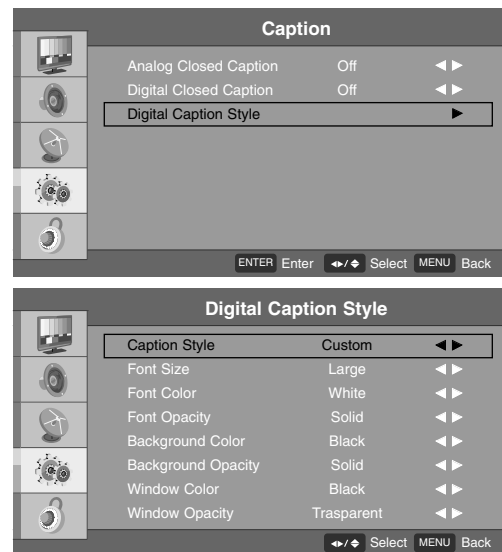 Caption
Analog Closed Caption Off ◀ ▶
Digital Closed Caption Off ◀ ▶
Digital Caption Style ▶
ENTER Enter ◂▸/♦ Select MENU Back
Digital Caption Style
Caption Style Custom ◀ ▶
Font Size Large ◀ ▶
Font Color White ◀ ▶
Font Opacity Solid ◀ ▶
Background Color Black ◀ ▶
Background Opacity Solid ◀ ▶
Window Color Black ◀ ▶
Window Opacity Trasparent ◀ ▶
◂▸/♦ Select MENU Back